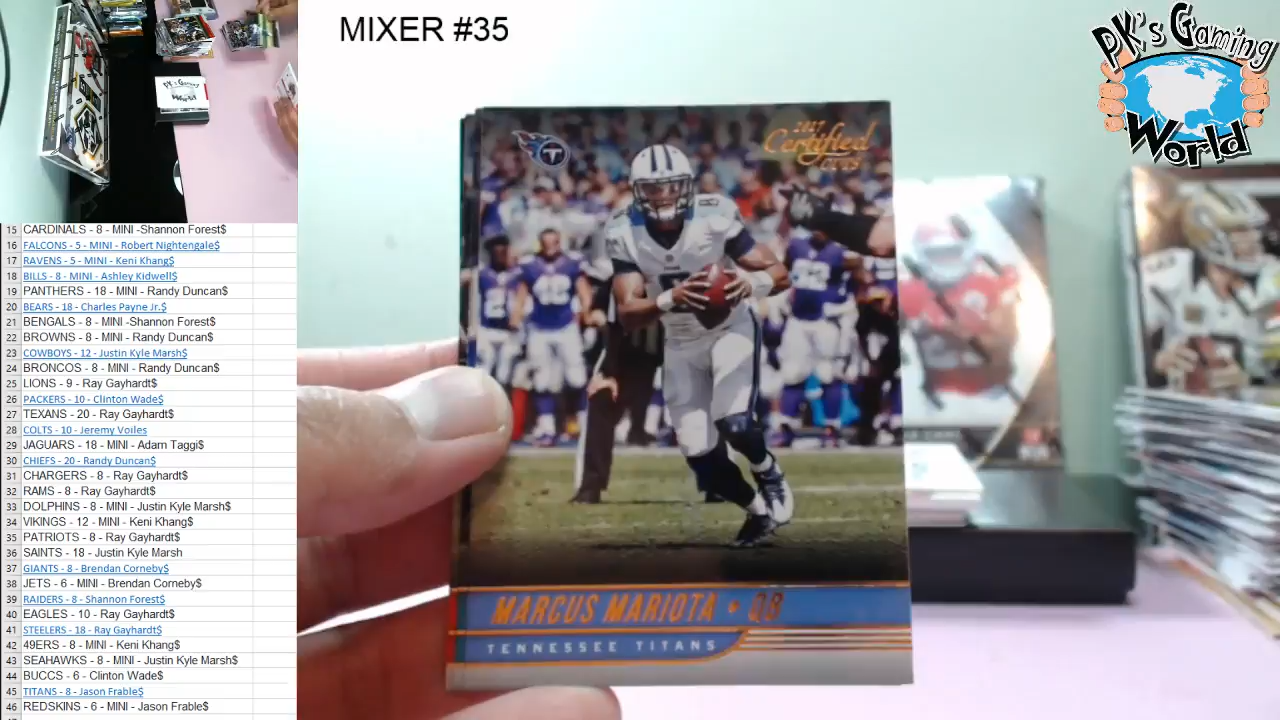 MIXER #35
PK's Gaming
World
PK's Gaming
World
2017
Certified
CUTS
T
8
MARCUS MARIOTA • QB
TENNESSEE TITANS
15 CARDINALS - 8 - MINI -Shannon Forest$
16 FALCONS - 5 - MINI - Robert Nightengale$
17 RAVENS - 5 - MINI - Keni Khang$
18 BILLS - 8 - MINI - Ashley Kidwell$
19 PANTHERS - 18 - MINI - Randy Duncan$
20 BEARS - 18 - Charles Payne Jr.$
21 BENGALS - 8 - MINI -Shannon Forest$
22 BROWNS - 8 - MINI - Randy Duncan$
23 COWBOYS - 12 - Justin Kyle Marsh$
24 BRONCOS - 8 - MINI - Randy Duncan$
25 LIONS - 9 - Ray Gayhardt$
26 PACKERS - 10 - Clinton Wade$
27 TEXANS - 20 - Ray Gayhardt$
28 COLTS - 10 - Jeremy Voiles
29 JAGUARS - 18 - MINI - Adam Taggi$
30 CHIEFS - 20 - Randy Duncan$
31 CHARGERS - 8 - Ray Gayhardt$
32 RAMS - 8 - Ray Gayhardt$
33 DOLPHINS - 8 - MINI - Justin Kyle Marsh$
34 VIKINGS - 12 - MINI - Keni Khang$
35 PATRIOTS - 8 - Ray Gayhardt$
36 SAINTS - 18 - Justin Kyle Marsh
37 GIANTS - 8 - Brendan Corneby$
38 JETS - 6 - MINI - Brendan Corneby$
39 RAIDERS - 8 - Shannon Forest$
40 EAGLES - 10 - Ray Gayhardt$
41 STEELERS - 18 - Ray Gayhardt$
42 49ERS - 8 - MINI - Keni Khang$
43 SEAHAWKS - 8 - MINI - Justin Kyle Marsh$
44 BUCCS - 6 - Clinton Wade$
45 TITANS - 8 - Jason Frable$
46 REDSKINS - 6 - MINI - Jason Frable$